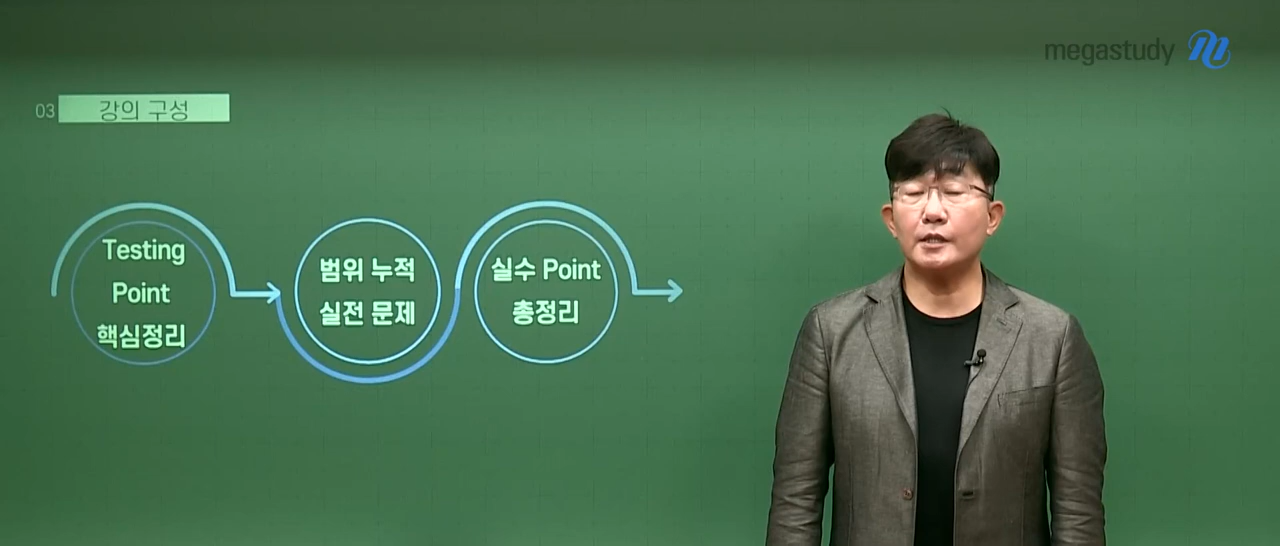 megastudy
03 강의 구성
Testing
Point
핵심정리
범위 누적
실전 문제
실수 Point
총정리